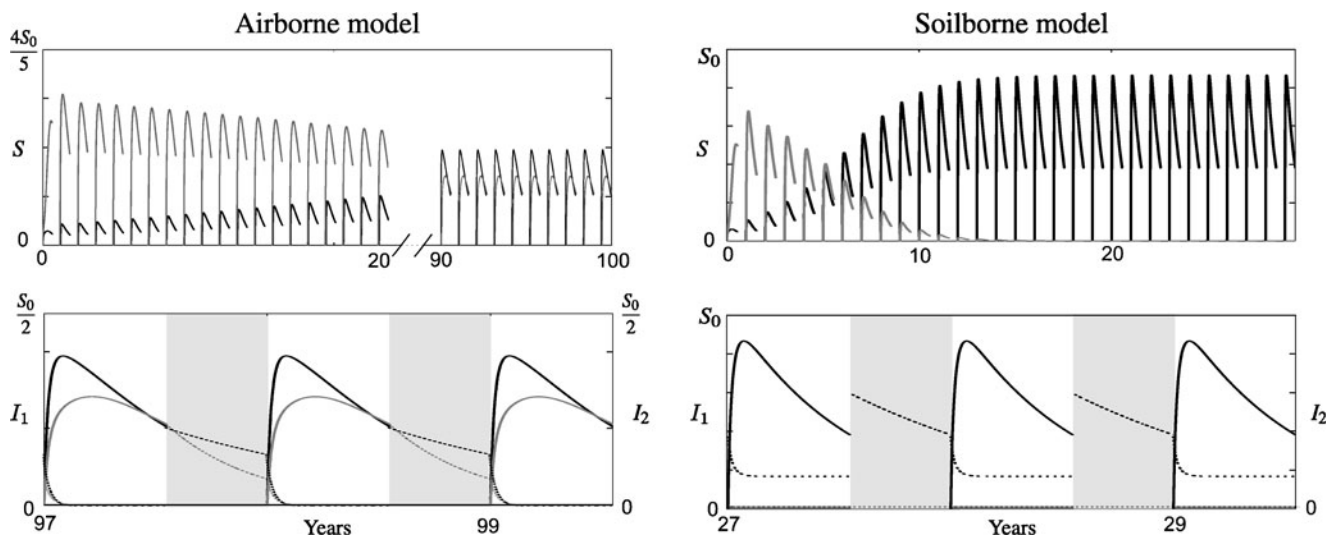 Airborne model
4S₀/5
S
0
0
20
90
100
Soilborne model
S₀
S
0
0
10
20
S₀/2
S₀/2
I₁
I₂
0
0
97
Years
99
S₀
I₁
I₂
0
0
27
Years
29